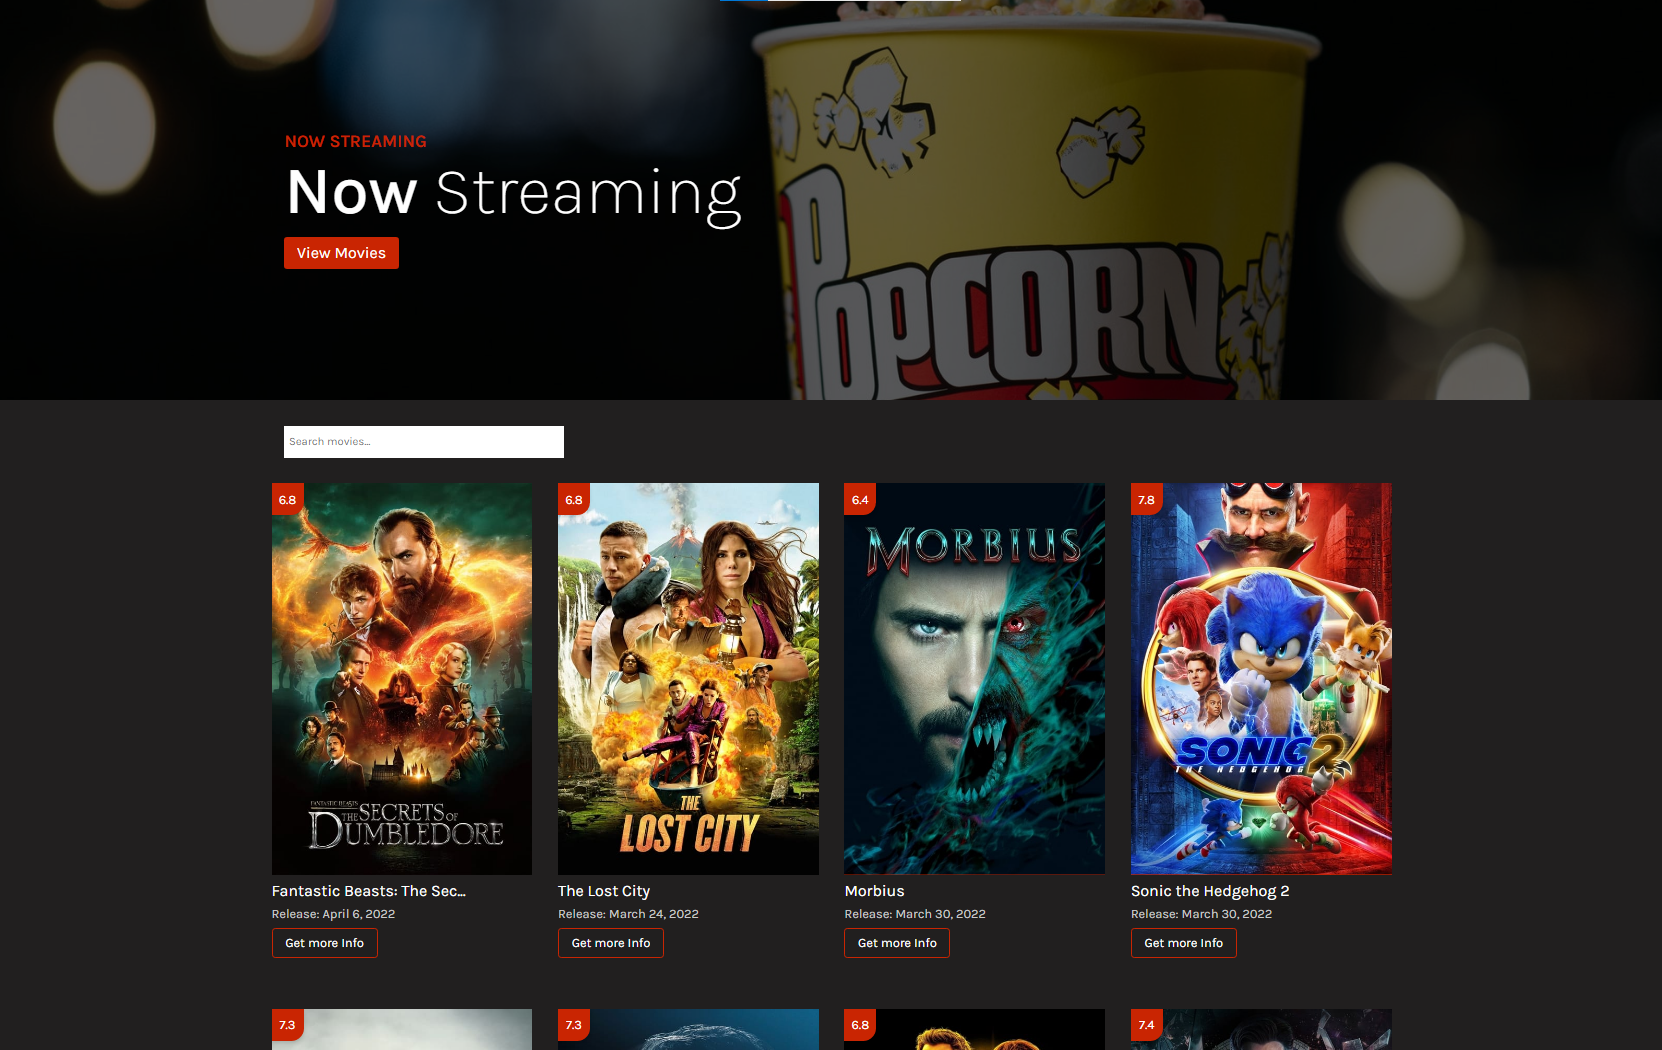 NOW STREAMING
Now Streaming
View Movies
POPCORN
Search movies...
6.8
6.8
6.4
7.8
MORBIUS
SONIC 2
THE HEDGEHOG
FANTASTIC BEASTS
THE SECRETS OF
DUMBLEDORE
THE
LOST CITY
Fantastic Beasts: The Sec...
The Lost City
Morbius
Sonic the Hedgehog 2
Release: April 6, 2022
Release: March 24, 2022
Release: March 30, 2022
Release: March 30, 2022
Get more Info
Get more Info
Get more Info
Get more Info
7.3
7.3
6.8
7.4